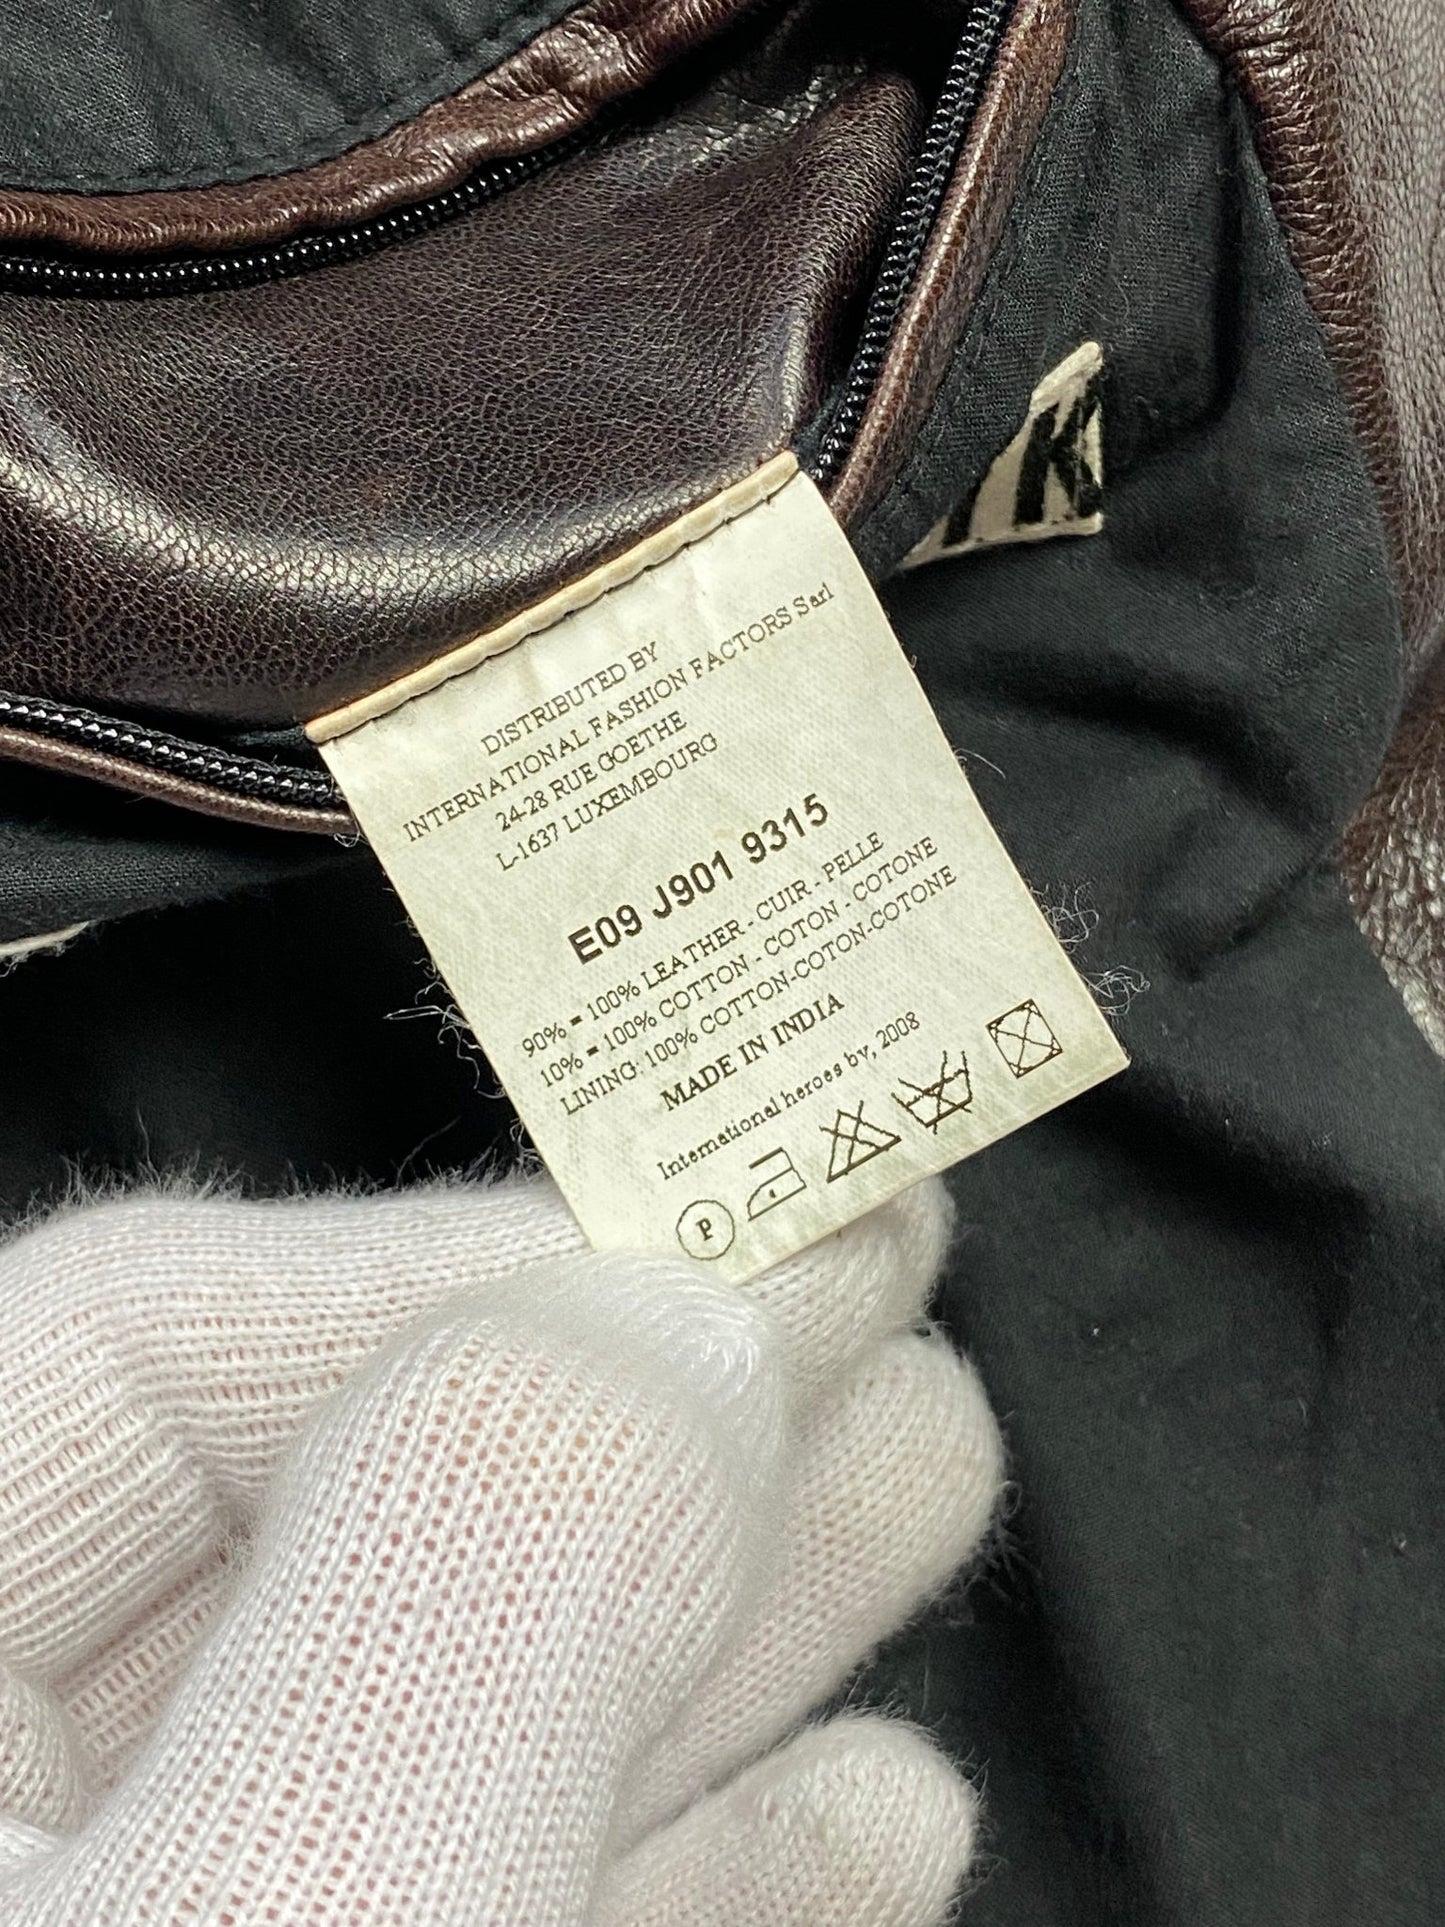 DISTRIBUTED BY
INTERNATIONAL FASHION FACTORS Sarl
24-28 RUE GOETHE
L-1637 LUXEMBOURG
E09 J901 9315
90% = 100% LEATHER - CUIR - PELLE
10% = 100% COTTON - COTON - COTONE
LINING: 100% COTTON-COTON-COTONE
MADE IN INDIA
International heroes bv, 2008
P
K